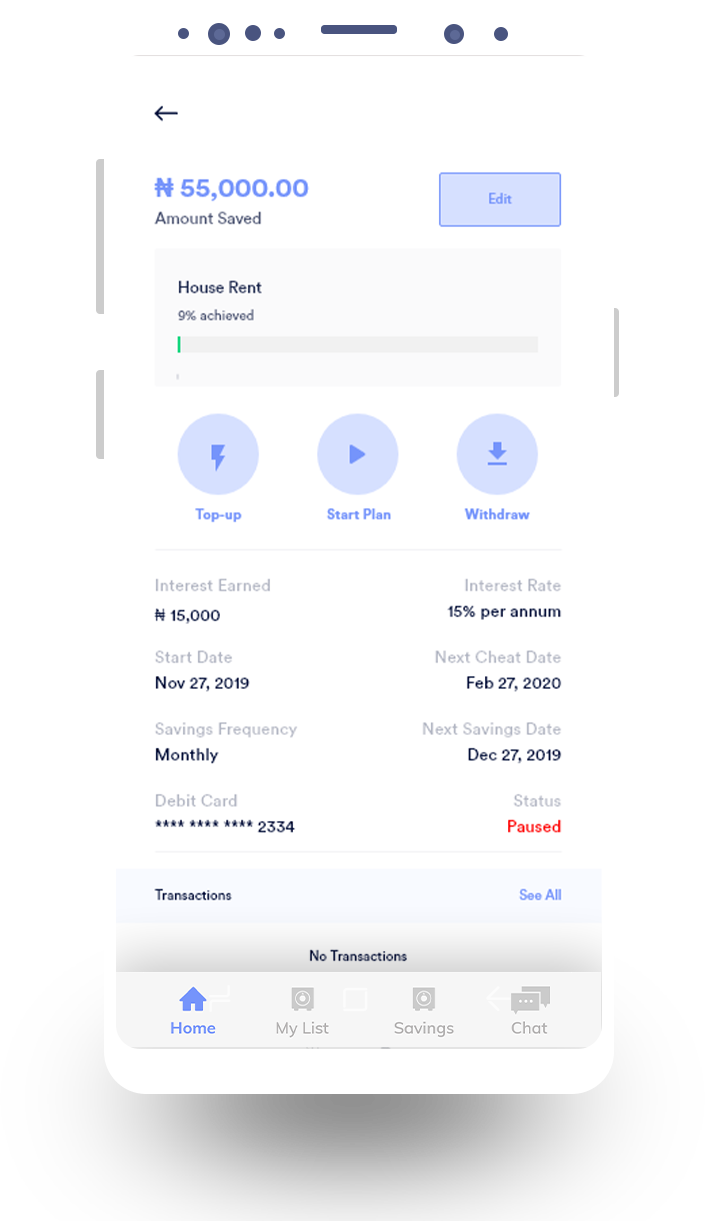 ₦ 55,000.00
Amount Saved
Edit
House Rent
9% achieved
Top-up
Start Plan
Withdraw
Interest Earned
Interest Rate
₦ 15,000
15% per annum
Start Date
Next Cheat Date
Nov 27, 2019
Feb 27, 2020
Savings Frequency
Next Savings Date
Monthly
Dec 27, 2019
Debit Card
Status
**** **** **** 2334
Paused
Transactions
See All
No Transactions
Home
My List
Savings
Chat